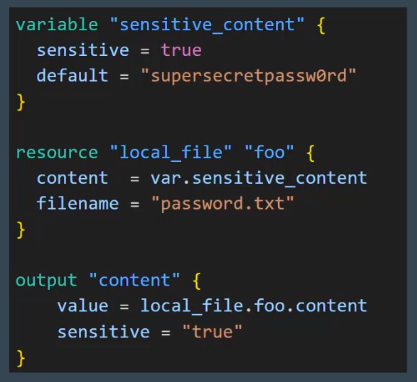 variable "sensitive_content" {
  sensitive = true
  default = "supersecretpassw0rd"
}
resource "local_file" "foo" {
  content  = var.sensitive_content
  filename = "password.txt"
}
output "content" {
    value = local_file.foo.content
    sensitive = "true"
}